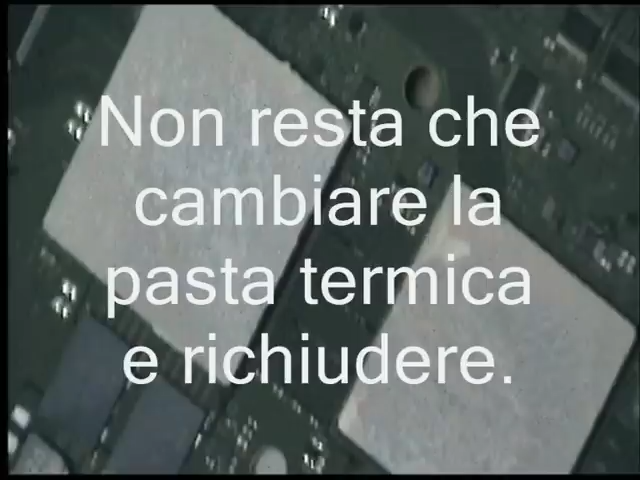 Non resta che
cambiare la
pasta termica
e richiudere.